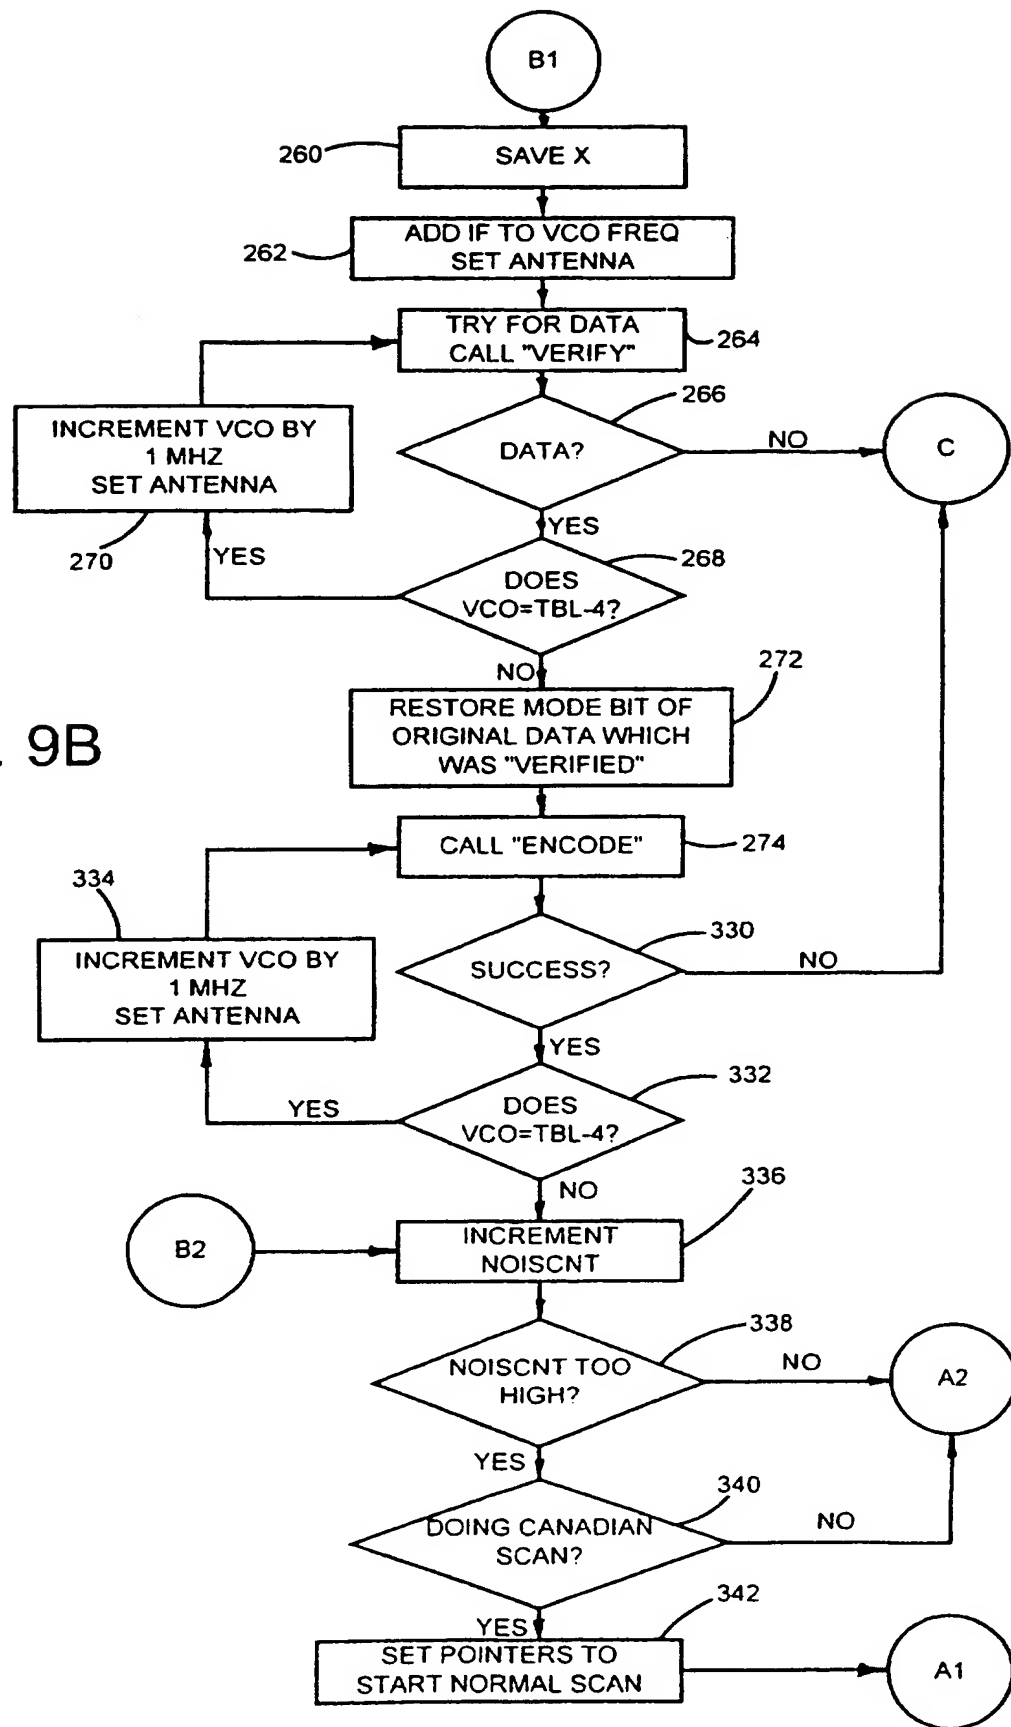 B1
260
SAVE X
262
ADD IF TO VCO FREQ
SET ANTENNA
TRY FOR DATA
CALL "VERIFY"
264
266
INCREMENT VCO BY
1 MHZ
SET ANTENNA
DATA?
NO
C
270
YES
YES
268
DOES
VCO=TBL-4?
NO
272
RESTORE MODE BIT OF
ORIGINAL DATA WHICH
WAS "VERIFIED"
9B
CALL "ENCODE"
274
334
330
INCREMENT VCO BY
1 MHZ
SET ANTENNA
SUCCESS?
NO
YES
332
YES
DOES
VCO=TBL-4?
NO
336
B2
INCREMENT
NOISCNT
338
NOISCNT TOO
HIGH?
NO
A2
YES
340
DOING CANADIAN
SCAN?
NO
342
YES
SET POINTERS TO
START NORMAL SCAN
A1